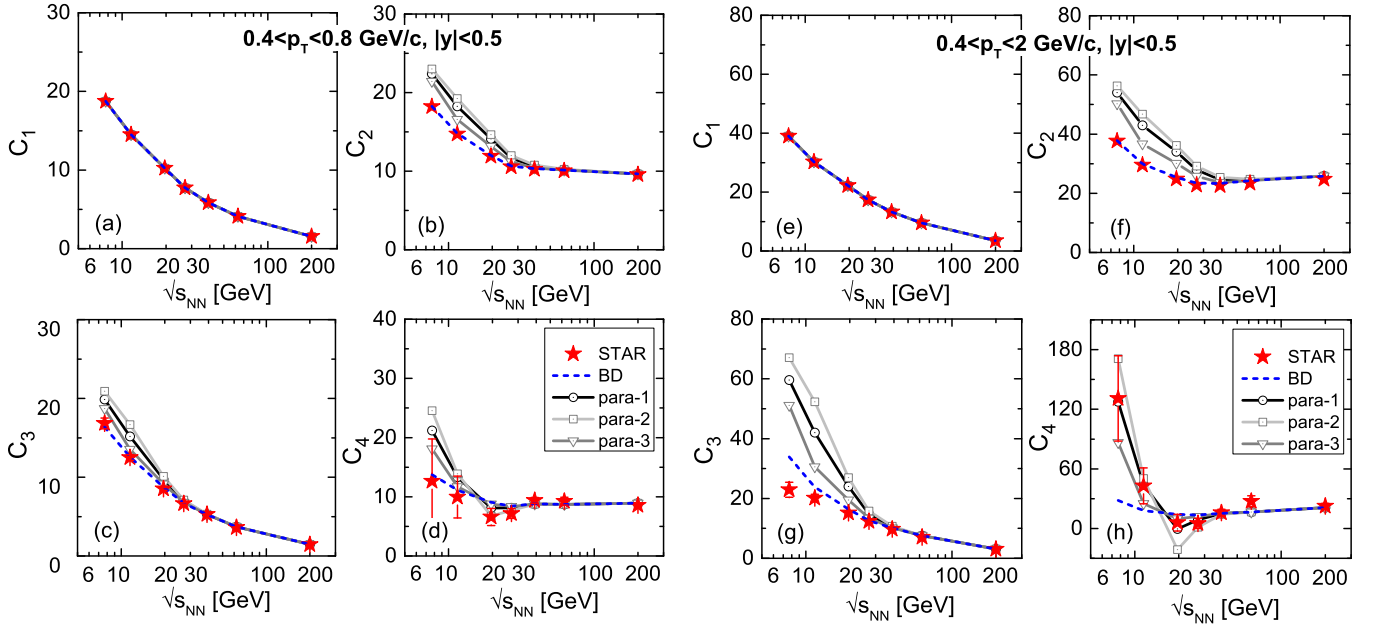 0.4<p_T<0.8 GeV/c, |y|<0.5
C_1
30
20
10
0
(a)
6 10 20 30 100 200
√s_NN [GeV]
C_2
30
20
10
0
(b)
6 10 20 30 100 200
√s_NN [GeV]
C_3
30
20
10
0
(c)
6 10 20 30 100 200
√s_NN [GeV]
C_4
40
30
20
10
0
STAR
BD
para-1
para-2
para-3
(d)
6 10 20 30 100 200
√s_NN [GeV]
0.4<p_T<2 GeV/c, |y|<0.5
C_1
80
60
40
20
0
(e)
6 10 20 30 100 200
√s_NN [GeV]
C_2
80
60
40
20
0
(f)
6 10 20 30 100 200
√s_NN [GeV]
C_3
80
60
40
20
0
(g)
6 10 20 30 100 200
√s_NN [GeV]
C_4
180
120
60
0
STAR
BD
para-1
para-2
para-3
(h)
6 10 20 30 100 200
√s_NN [GeV]